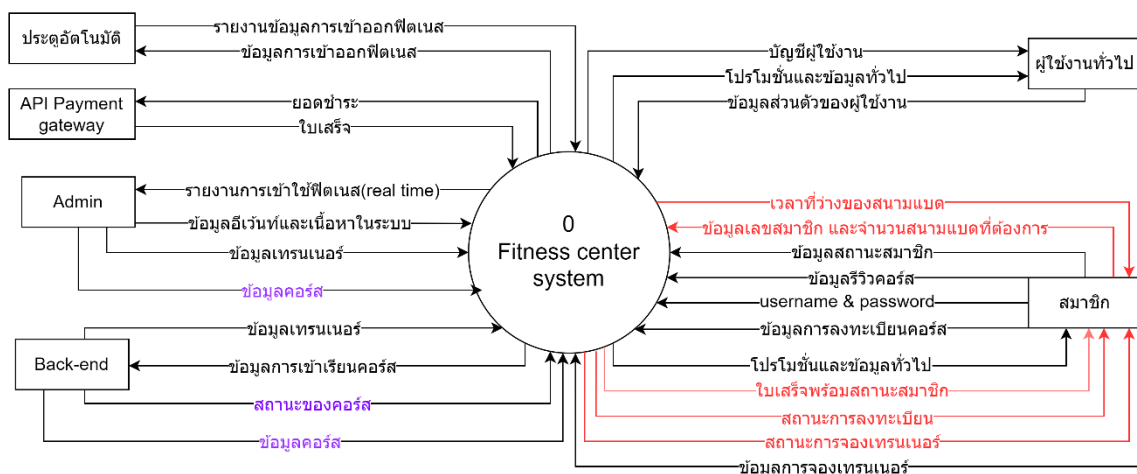 ประตูอัตโนมัติ
รายงานข้อมูลการเข้าออกฟิตเนส
ข้อมูลการเข้าออกฟิตเนส
API Payment
gateway
ยอดชำระ
ใบเสร็จ
Admin
รายงานการเข้าใช้ฟิตเนส(real time)
ข้อมูลอีเว้นท์และเนื้อหาในระบบ
ข้อมูลเทรนเนอร์
ข้อมูลคอร์ส
Back-end
ข้อมูลเทรนเนอร์
ข้อมูลการเข้าเรียนคอร์ส
สถานะของคอร์ส
ข้อมูลคอร์ส
0
Fitness center
system
บัญชีผู้ใช้งาน
โปรโมชั่นและข้อมูลทั่วไป
ข้อมูลส่วนตัวของผู้ใช้งาน
ผู้ใช้งานทั่วไป
เวลาที่ว่างของสนามแบด
ข้อมูลเลขสมาชิก และจำนวนสนามแบดที่ต้องการ
ข้อมูลสถานะสมาชิก
ข้อมูลรีวิวคอร์ส
username & password
ข้อมูลการลงทะเบียนคอร์ส
สมาชิก
โปรโมชั่นและข้อมูลทั่วไป
ใบเสร็จพร้อมสถานะสมาชิก
สถานะการลงทะเบียน
สถานะการจองเทรนเนอร์
ข้อมูลการจองเทรนเนอร์